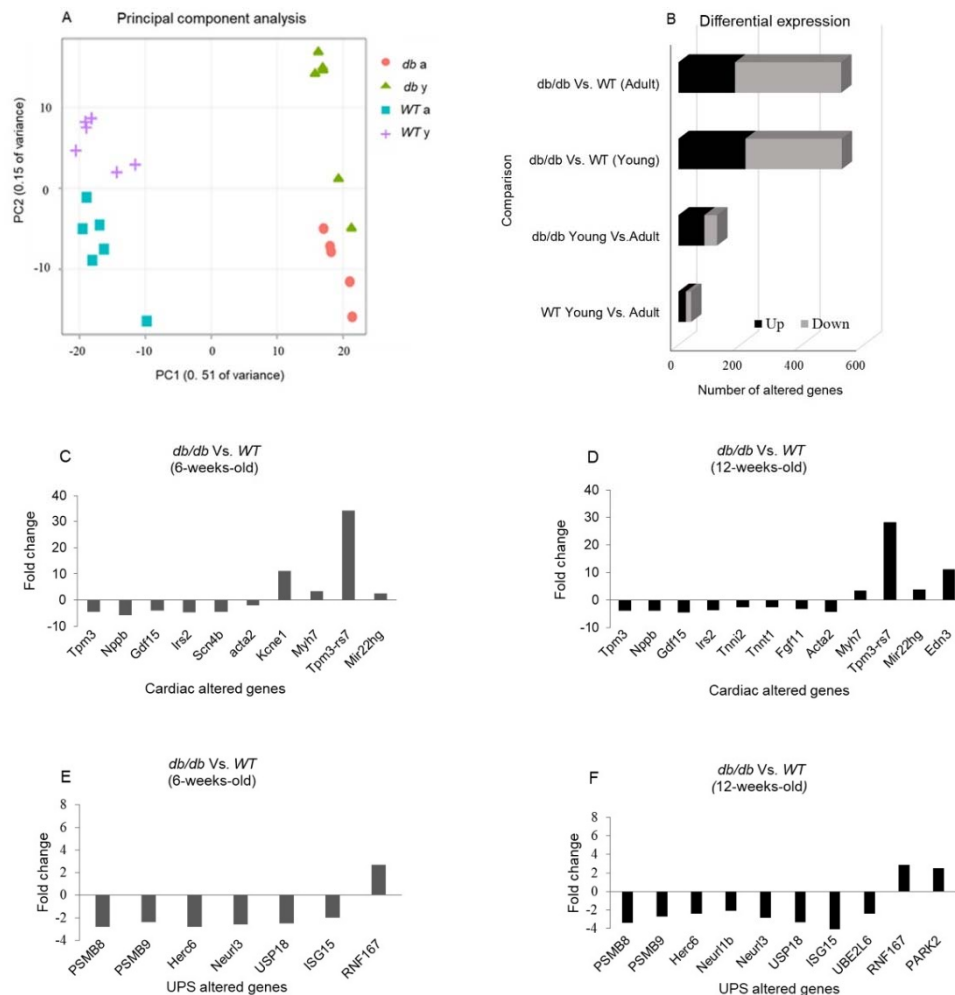 A
Principal component analysis
PC2 (0.15 of variance)
10
0
-10
-20
-10
0
10
20
PC1 (0. 51 of variance)
db a
db y
WT a
WT y
B
Differential expression
Comparison
db/db Vs. WT (Adult)
db/db Vs. WT (Young)
db/db Young Vs.Adult
WT Young Vs. Adult
Up
Down
0
200
400
600
Number of altered genes
C
db/db Vs. WT
(6-weeks-old)
Fold change
40
30
20
10
0
-10
Tpm3
Nppb
Gdf15
Irs2
Scn4b
acta2
Kcne1
Myh7
Tpm3-rs7
Mir22hg
Cardiac altered genes
D
db/db Vs. WT
(12-weeks-old)
Fold change
40
30
20
10
0
-10
Tpm3
Nppb
Gdf15
Irs2
Tnni2
Tnnt1
Fgf11
Acta2
Myh7
Tpm3-rs7
Mir22hg
Edn3
Cardiac altered genes
E
db/db Vs. WT
(6-weeks-old)
Fold change
8
6
4
2
0
-2
-4
PSMB8
PSMB9
Herc6
Neurl3
USP18
ISG15
RNF167
UPS altered genes
F
db/db Vs. WT
(12-weeks-old)
Fold change
8
6
4
2
0
-2
-4
PSMB8
PSMB9
Herc6
Neurl1b
Neurl3
USP18
ISG15
UBE2L6
RNF167
PARK2
UPS altered genes